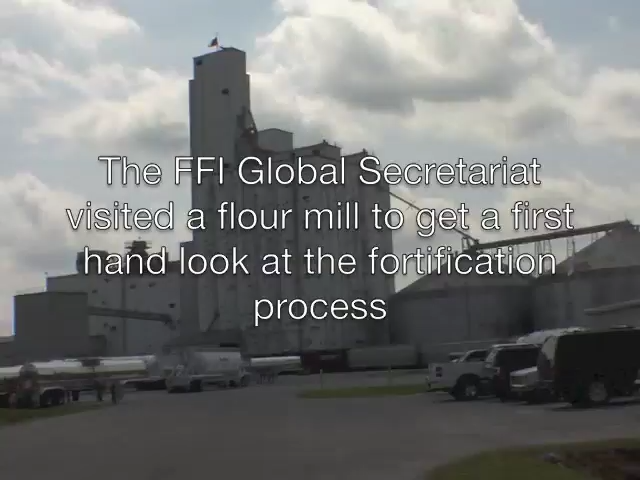 The FFI Global Secretariat
visited a flour mill to get a first
hand look at the fortification
process